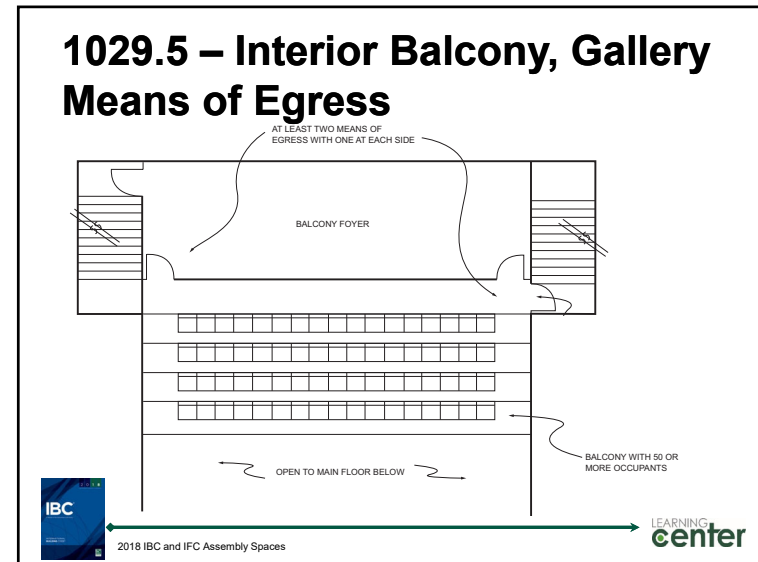 1029.5 – Interior Balcony, Gallery
Means of Egress
AT LEAST TWO MEANS OF
EGRESS WITH ONE AT EACH SIDE
BALCONY FOYER
BALCONY WITH 50 OR
MORE OCCUPANTS
OPEN TO MAIN FLOOR BELOW
IBC
2018 IBC and IFC Assembly Spaces
LEARNING
center